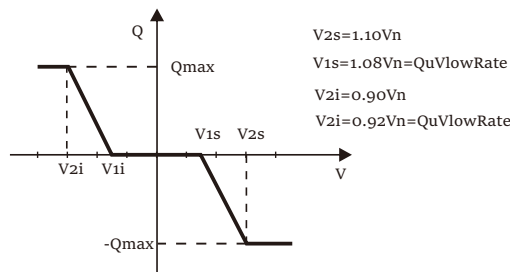 Q
V2s=1.10Vn
V1s=1.08Vn=QuVlowRate
V2i=0.90Vn
V2i=0.92Vn=QuVlowRate
Qmax
V1s V2s
V2i V1i V
-Qmax